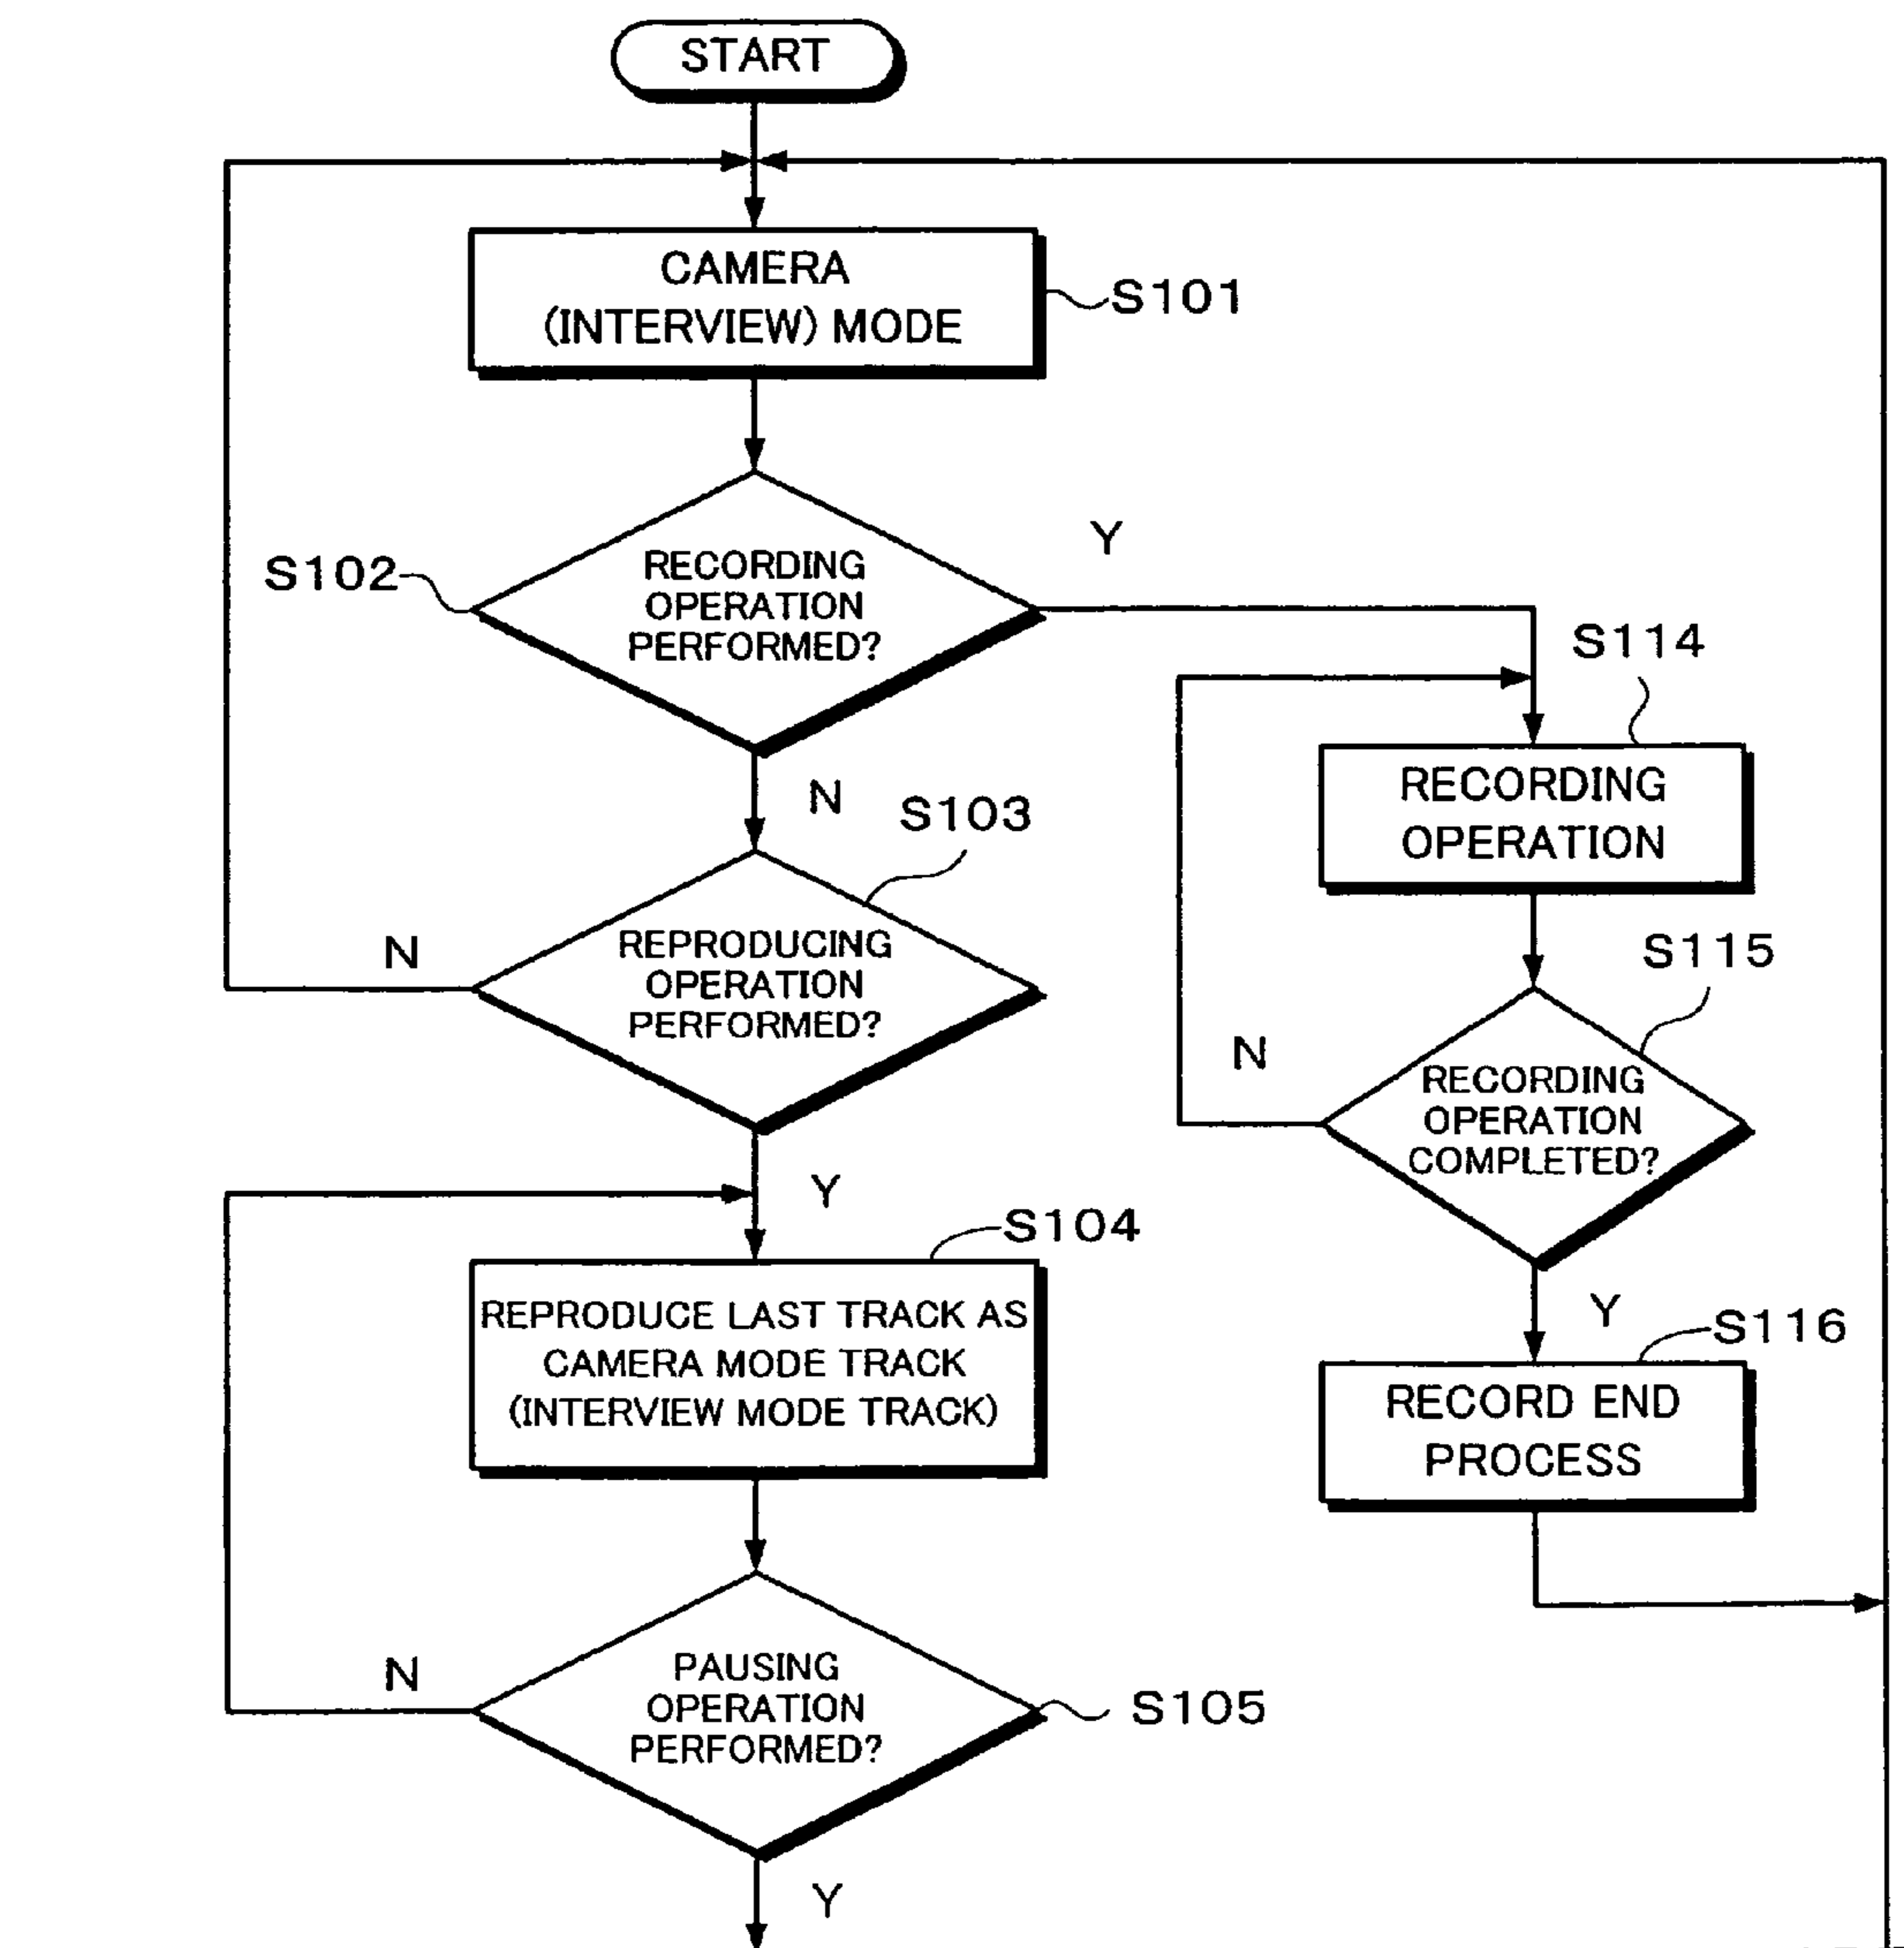 START
CAMERA
(INTERVIEW) MODE
S101
RECORDING
OPERATION
PERFORMED?
S102
Y
N
S114
RECORDING
OPERATION
S103
REPRODUCING
OPERATION
PERFORMED?
N
Y
S115
RECORDING
OPERATION
COMPLETED?
N
Y
S104
REPRODUCE LAST TRACK AS
CAMERA MODE TRACK
(INTERVIEW MODE TRACK)
S116
RECORD END
PROCESS
PAUSING
OPERATION
PERFORMED?
S105
N
Y